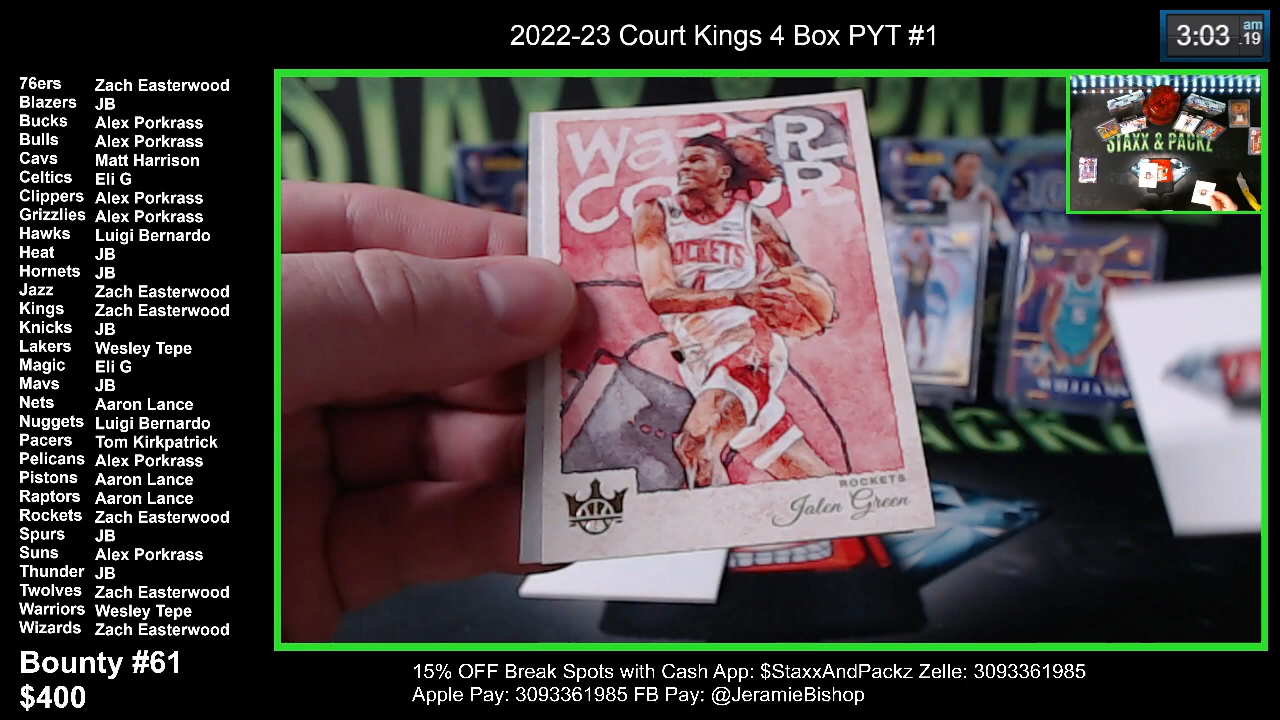 2022-23 Court Kings 4 Box PYT #1
3:03 am .19
76ers Zach Easterwood
Blazers JB
Bucks Alex Porkrass
Bulls Alex Porkrass
Cavs Matt Harrison
Celtics Eli G
Clippers Alex Porkrass
Grizzlies Alex Porkrass
Hawks Luigi Bernardo
Heat JB
Hornets JB
Jazz Zach Easterwood
Kings Zach Easterwood
Knicks JB
Lakers Wesley Tepe
Magic Eli G
Mavs JB
Nets Aaron Lance
Nuggets Luigi Bernardo
Pacers Tom Kirkpatrick
Pelicans Alex Porkrass
Pistons Aaron Lance
Raptors Aaron Lance
Rockets Zach Easterwood
Spurs JB
Suns Alex Porkrass
Thunder JB
Twolves Zach Easterwood
Warriors Wesley Tepe
Wizards Zach Easterwood
Bounty #61
$400
WATER
COLOR
ROCKETS
4
ROCKETS
Jalen Green
STAXX & PACKZ
15% OFF Break Spots with Cash App: $StaxxAndPackz Zelle: 3093361985
Apple Pay: 3093361985 FB Pay: @JeramieBishop